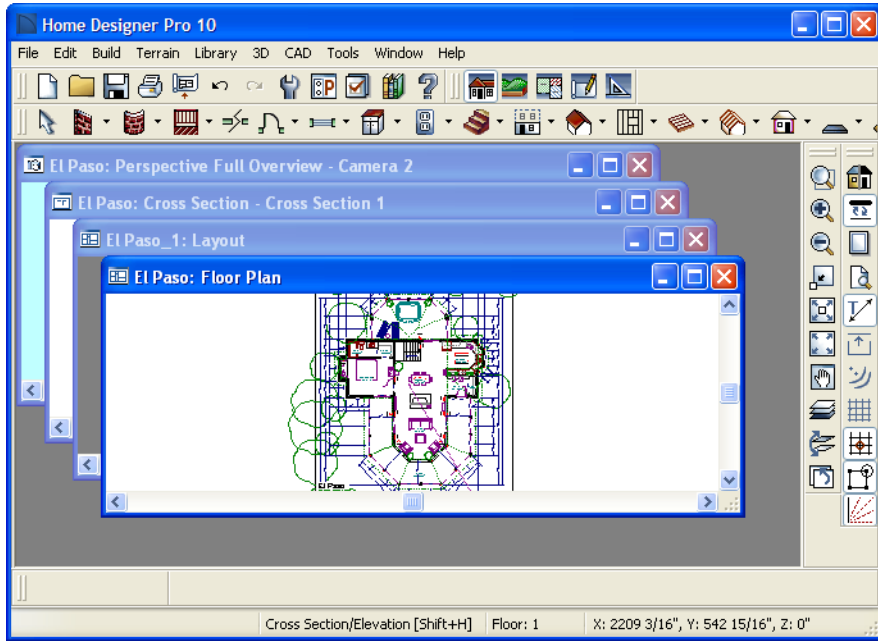 Home Designer Pro 10
File Edit Build Terrain Library 3D CAD Tools Window Help
El Paso: Perspective Full Overview - Camera 2
El Paso: Cross Section - Cross Section 1
El Paso_1: Layout
El Paso: Floor Plan
El Paso
Cross Section/Elevation [Shift+H] Floor: 1 X: 2209 3/16", Y: 542 15/16", Z: 0"